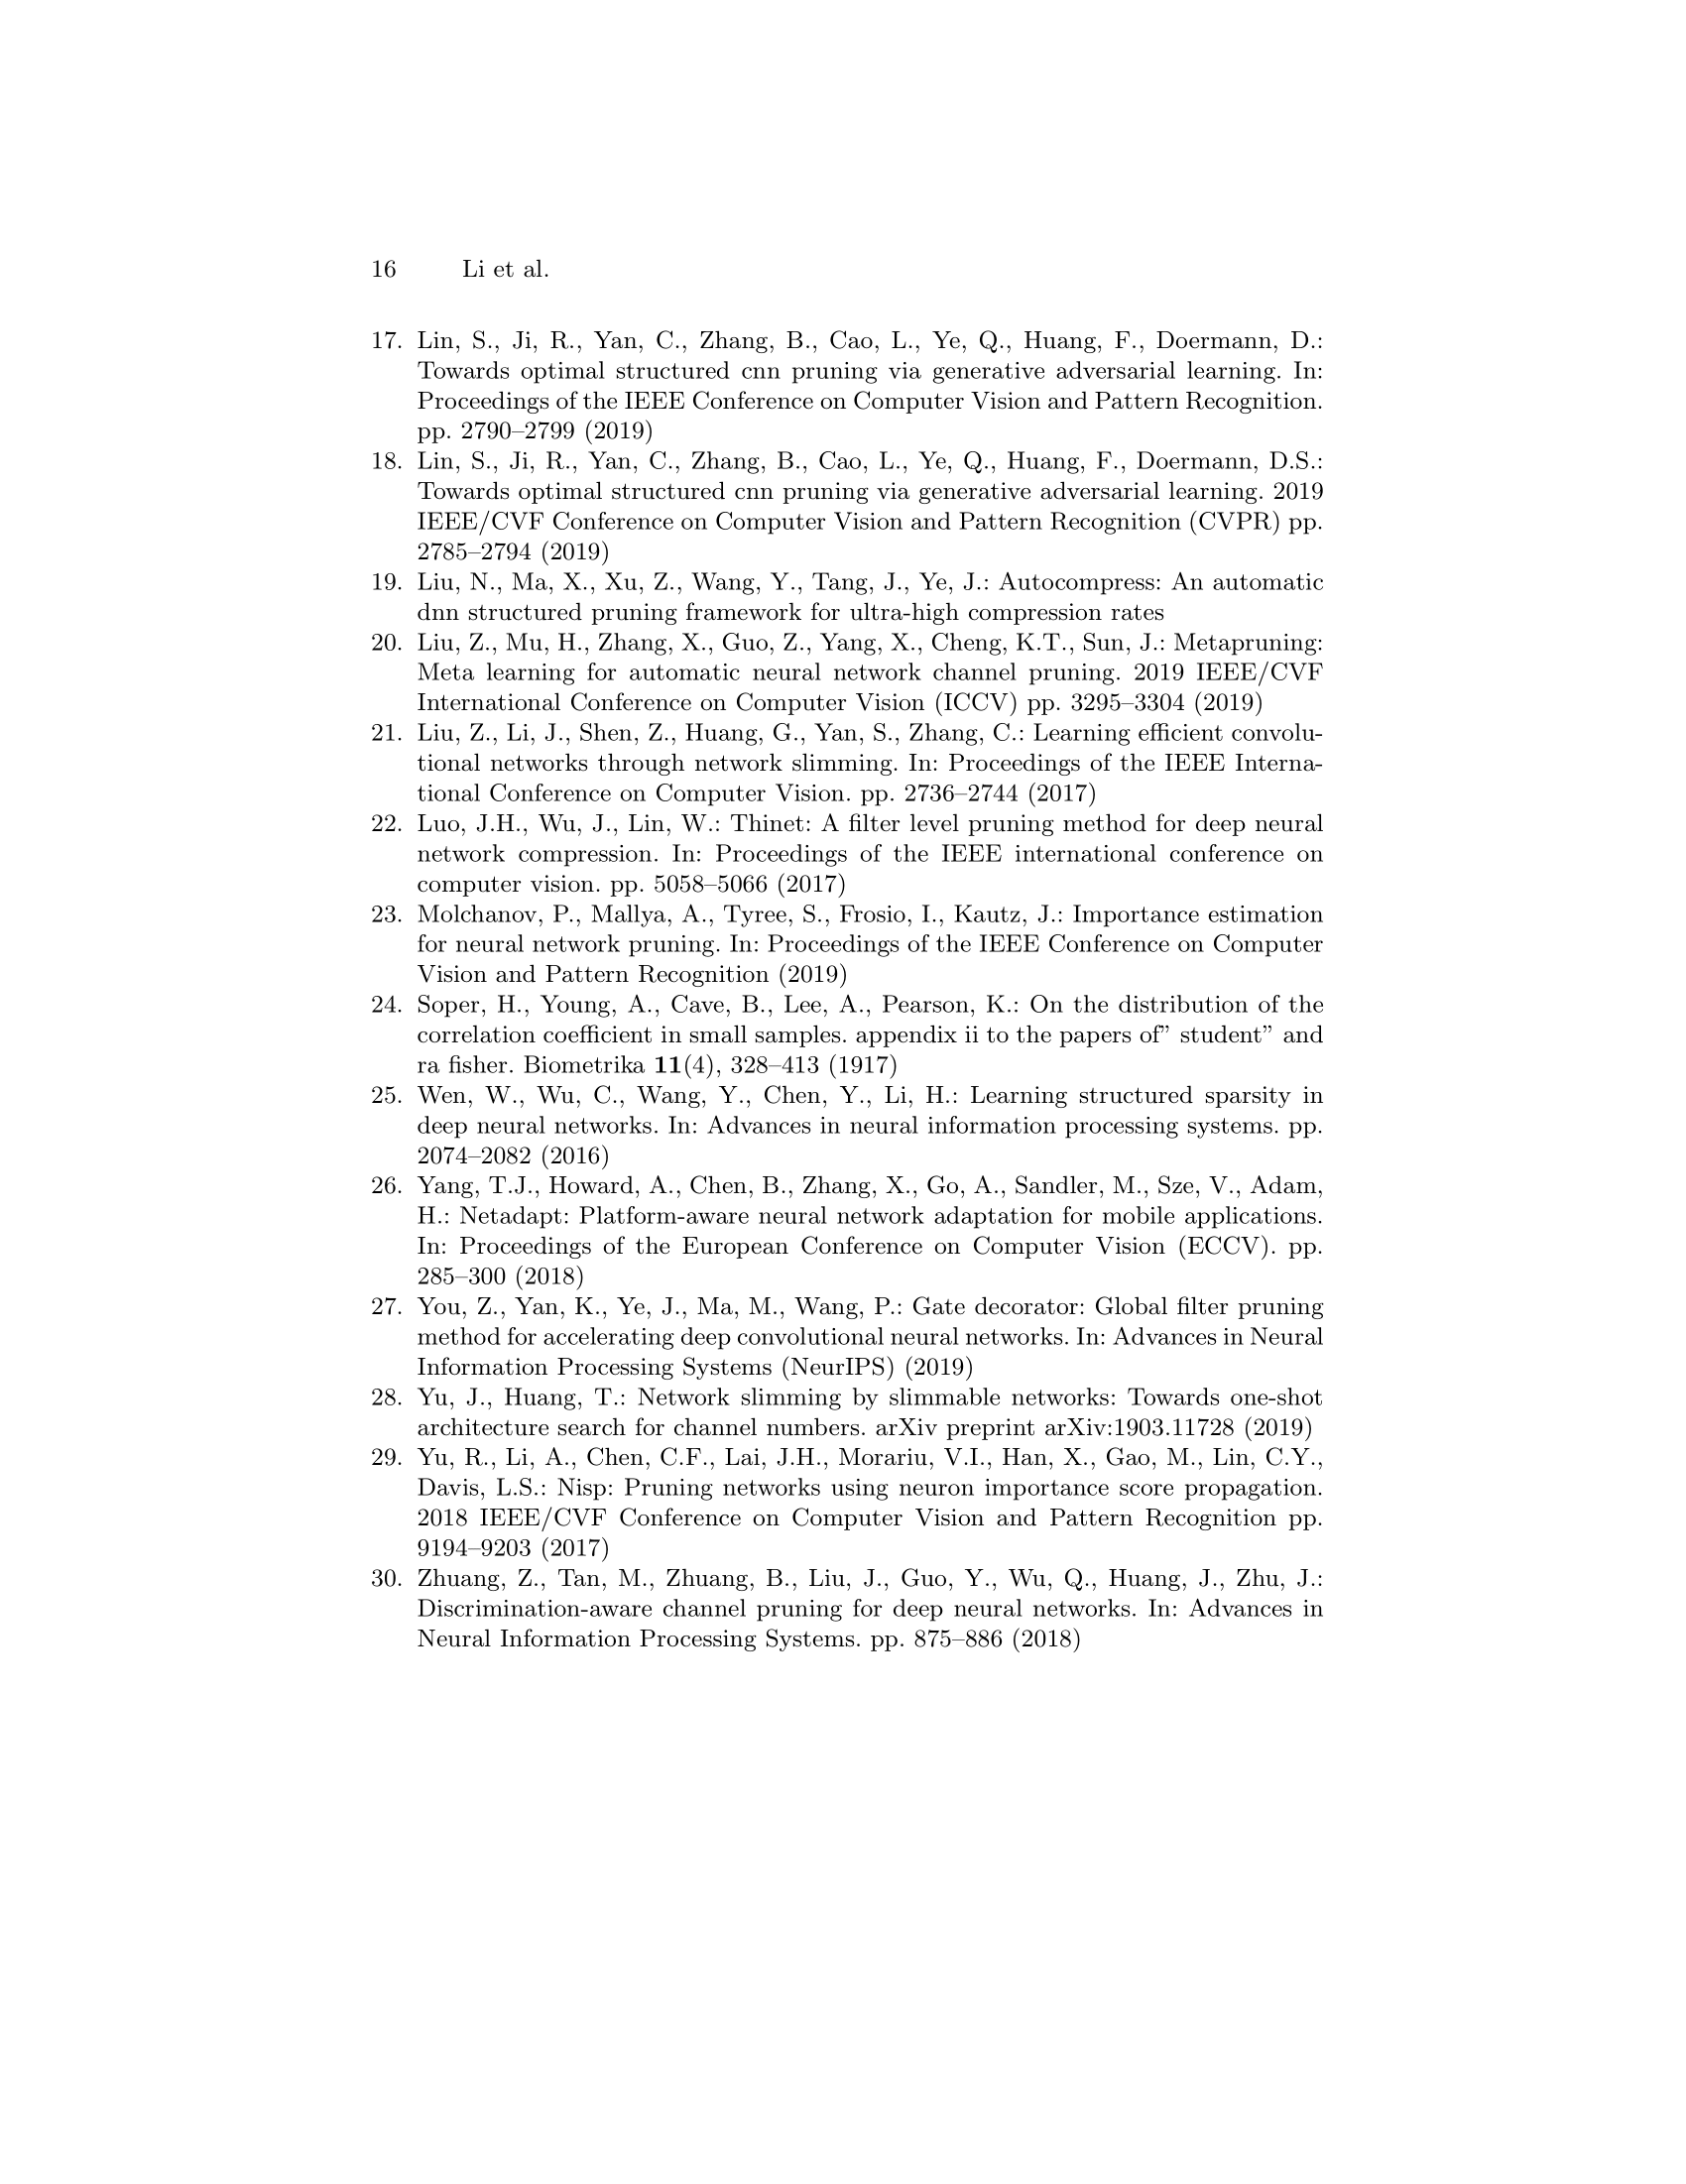 16 Li et al.
17. Lin, S., Ji, R., Yan, C., Zhang, B., Cao, L., Ye, Q., Huang, F., Doermann, D.:
Towards optimal structured cnn pruning via generative adversarial learning. In:
Proceedings of the IEEE Conference on Computer Vision and Pattern Recognition.
pp. 2790–2799 (2019)
18. Lin, S., Ji, R., Yan, C., Zhang, B., Cao, L., Ye, Q., Huang, F., Doermann, D.S.:
Towards optimal structured cnn pruning via generative adversarial learning. 2019
IEEE/CVF Conference on Computer Vision and Pattern Recognition (CVPR) pp.
2785–2794 (2019)
19. Liu, N., Ma, X., Xu, Z., Wang, Y., Tang, J., Ye, J.: Autocompress: An automatic
dnn structured pruning framework for ultra-high compression rates
20. Liu, Z., Mu, H., Zhang, X., Guo, Z., Yang, X., Cheng, K.T., Sun, J.: Metapruning:
Meta learning for automatic neural network channel pruning. 2019 IEEE/CVF
International Conference on Computer Vision (ICCV) pp. 3295–3304 (2019)
21. Liu, Z., Li, J., Shen, Z., Huang, G., Yan, S., Zhang, C.: Learning efficient convolu-
tional networks through network slimming. In: Proceedings of the IEEE Interna-
tional Conference on Computer Vision. pp. 2736–2744 (2017)
22. Luo, J.H., Wu, J., Lin, W.: Thinet: A filter level pruning method for deep neural
network compression. In: Proceedings of the IEEE international conference on
computer vision. pp. 5058–5066 (2017)
23. Molchanov, P., Mallya, A., Tyree, S., Frosio, I., Kautz, J.: Importance estimation
for neural network pruning. In: Proceedings of the IEEE Conference on Computer
Vision and Pattern Recognition (2019)
24. Soper, H., Young, A., Cave, B., Lee, A., Pearson, K.: On the distribution of the
correlation coefficient in small samples. appendix ii to the papers of” student” and
ra fisher. Biometrika 11(4), 328–413 (1917)
25. Wen, W., Wu, C., Wang, Y., Chen, Y., Li, H.: Learning structured sparsity in
deep neural networks. In: Advances in neural information processing systems. pp.
2074–2082 (2016)
26. Yang, T.J., Howard, A., Chen, B., Zhang, X., Go, A., Sandler, M., Sze, V., Adam,
H.: Netadapt: Platform-aware neural network adaptation for mobile applications.
In: Proceedings of the European Conference on Computer Vision (ECCV). pp.
285–300 (2018)
27. You, Z., Yan, K., Ye, J., Ma, M., Wang, P.: Gate decorator: Global filter pruning
method for accelerating deep convolutional neural networks. In: Advances in Neural
Information Processing Systems (NeurIPS) (2019)
28. Yu, J., Huang, T.: Network slimming by slimmable networks: Towards one-shot
architecture search for channel numbers. arXiv preprint arXiv:1903.11728 (2019)
29. Yu, R., Li, A., Chen, C.F., Lai, J.H., Morariu, V.I., Han, X., Gao, M., Lin, C.Y.,
Davis, L.S.: Nisp: Pruning networks using neuron importance score propagation.
2018 IEEE/CVF Conference on Computer Vision and Pattern Recognition pp.
9194–9203 (2017)
30. Zhuang, Z., Tan, M., Zhuang, B., Liu, J., Guo, Y., Wu, Q., Huang, J., Zhu, J.:
Discrimination-aware channel pruning for deep neural networks. In: Advances in
Neural Information Processing Systems. pp. 875–886 (2018)